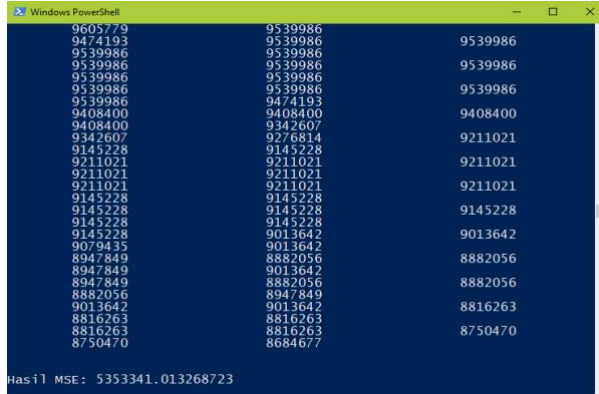 Windows PowerShell
9605779 9539986
9474193 9539986 9539986
9539986 9539986
9539986 9539986 9539986
9539986 9539986
9539986 9539986 9539986
9539986 9474193
9408400 9408400 9408400
9408400 9342607
9342607 9276814 9211021
9145228 9145228
9211021 9211021 9211021
9211021 9211021
9211021 9211021 9211021
9145228 9145228
9145228 9145228 9145228
9145228 9145228
9145228 9013642 9013642
9079435 9013642
8947849 8882056 8882056
8947849 9013642
8947849 8882056 8882056
8882056 8947849
9013642 9013642 8816263
8816263 8816263
8816263 8816263 8750470
8750470 8684677
Hasil MSE: 5353341.013268723